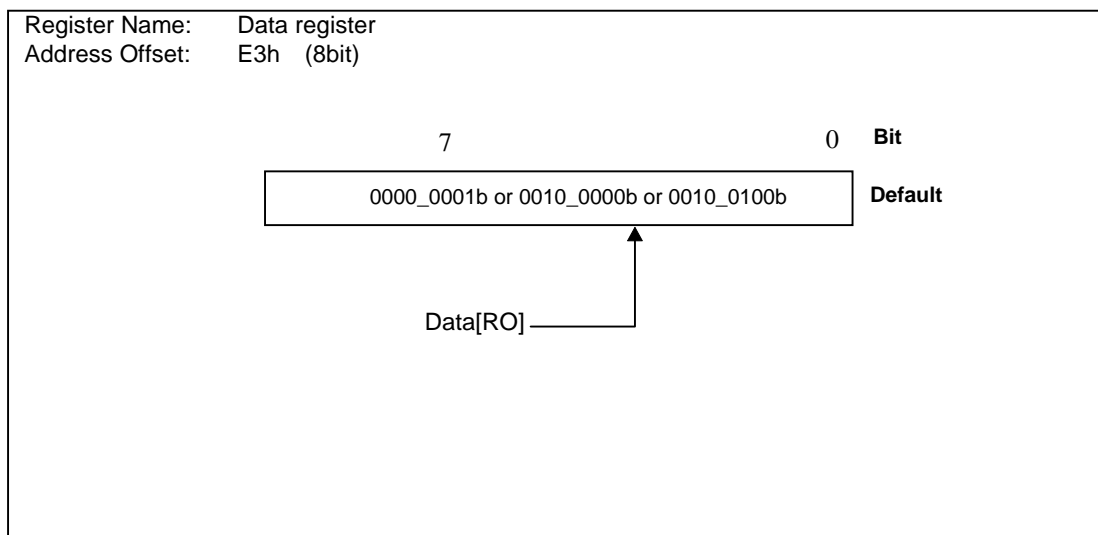 Register Name: Data register
Address Offset: E3h (8bit)
7 0 Bit
0000_0001b or 0010_0000b or 0010_0100b Default
Data[RO]